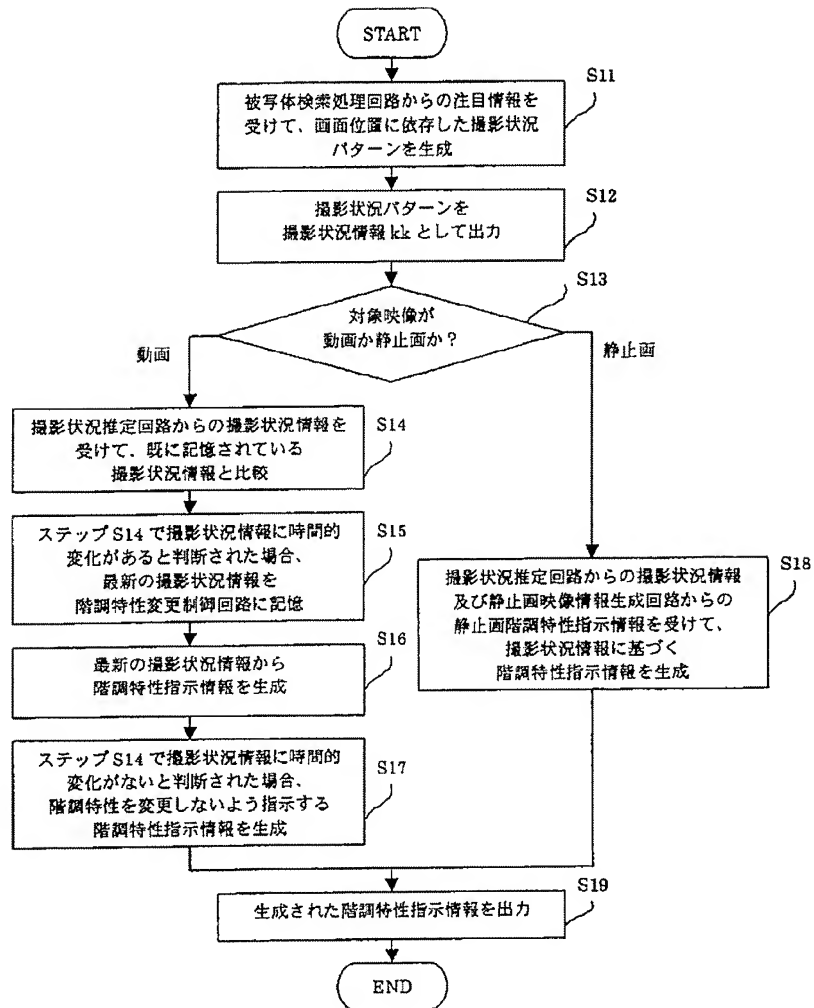 START
S11
被写体検索処理回路からの注目情報を
受けて、画面位置に依存した撮影状況
パターンを生成
S12
撮影状況パターンを
撮影状況情報kkとして出力
S13
対象映像が
動画か静止画か？
動画
静止画
撮影状況推定回路からの撮影状況情報を
受けて、既に記憶されている
撮影状況情報と比較
S14
ステップS14で撮影状況情報に時間的
変化があると判断された場合、
最新の撮影状況情報を
階調特性変更制御回路に記憶
S15
最新の撮影状況情報から
階調特性指示情報を生成
S16
ステップS14で撮影状況情報に時間的
変化がないと判断された場合、
階調特性を変更しないよう指示する
階調特性指示情報を生成
S17
撮影状況推定回路からの撮影状況情報
及び静止画映像情報生成回路からの
静止画階調特性指示情報を受けて、
撮影状況情報に基づく
階調特性指示情報を生成
S18
生成された階調特性指示情報を出力
S19
END